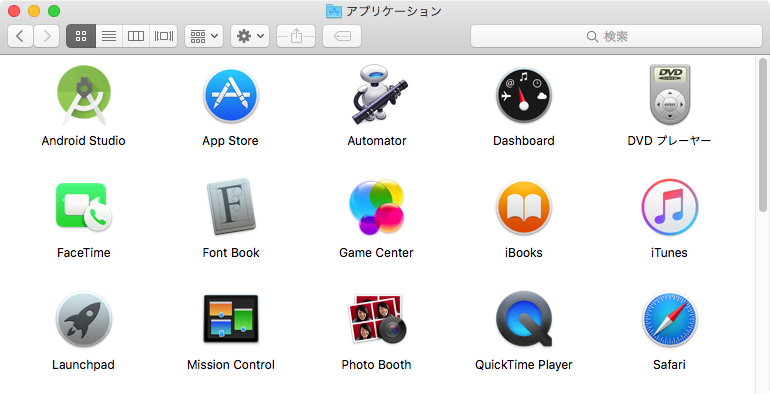 アプリケーション
検索
Android Studio
App Store
Automator
Dashboard
DVD
DVD プレーヤー
FaceTime
F
Font Book
Game Center
iBooks
iTunes
Launchpad
Mission Control
Photo Booth
QuickTime Player
Safari